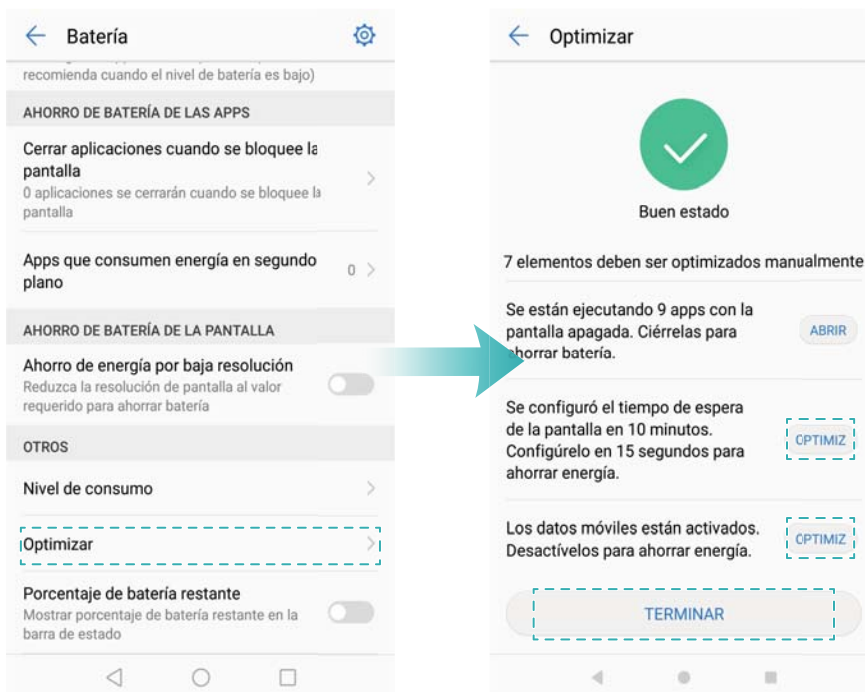 Batería
recomienda cuando el nivel de batería es bajo)
AHORRO DE BATERÍA DE LAS APPS
Cerrar aplicaciones cuando se bloquee la
pantalla
0 aplicaciones se cerrarán cuando se bloquee la
pantalla
Apps que consumen energía en segundo
plano
0
AHORRO DE BATERÍA DE LA PANTALLA
Ahorro de energía por baja resolución
Reduzca la resolución de pantalla al valor
requerido para ahorrar batería
OTROS
Nivel de consumo
Optimizar
Porcentaje de batería restante
Mostrar porcentaje de batería restante en la
barra de estado
Optimizar
Buen estado
7 elementos deben ser optimizados manualmente
Se están ejecutando 9 apps con la
pantalla apagada. Ciérrelas para
ahorrar batería.
ABRIR
Se configuró el tiempo de espera
de la pantalla en 10 minutos.
Configúrelo en 15 segundos para
ahorrar energía.
OPTIMIZ
Los datos móviles están activados.
Desactívelos para ahorrar energía.
OPTIMIZ
TERMINAR